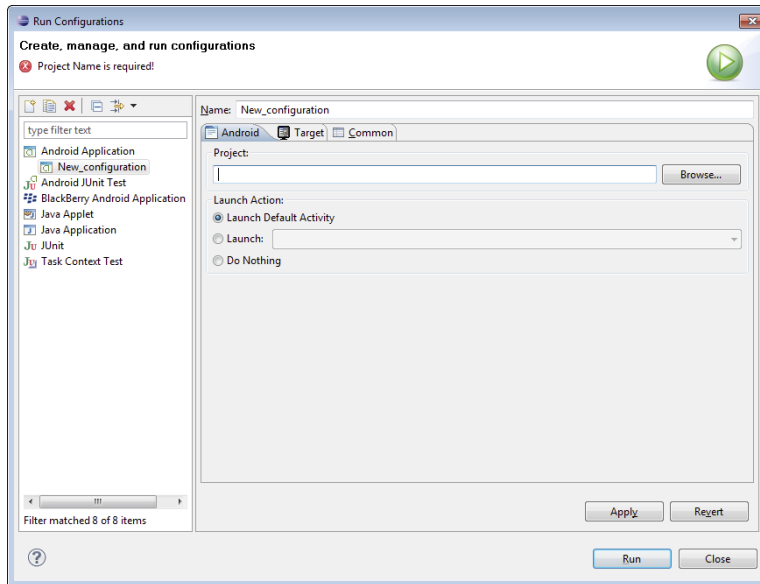 Run Configurations
Create, manage, and run configurations
Project Name is required!
type filter text
Android Application
New_configuration
Android JUnit Test
BlackBerry Android Application
Java Applet
Java Application
JUnit
Task Context Test
Filter matched 8 of 8 items
Name: New_configuration
Android Target Common
Project:
Browse...
Launch Action:
Launch Default Activity
Launch:
Do Nothing
Apply Revert
Run Close